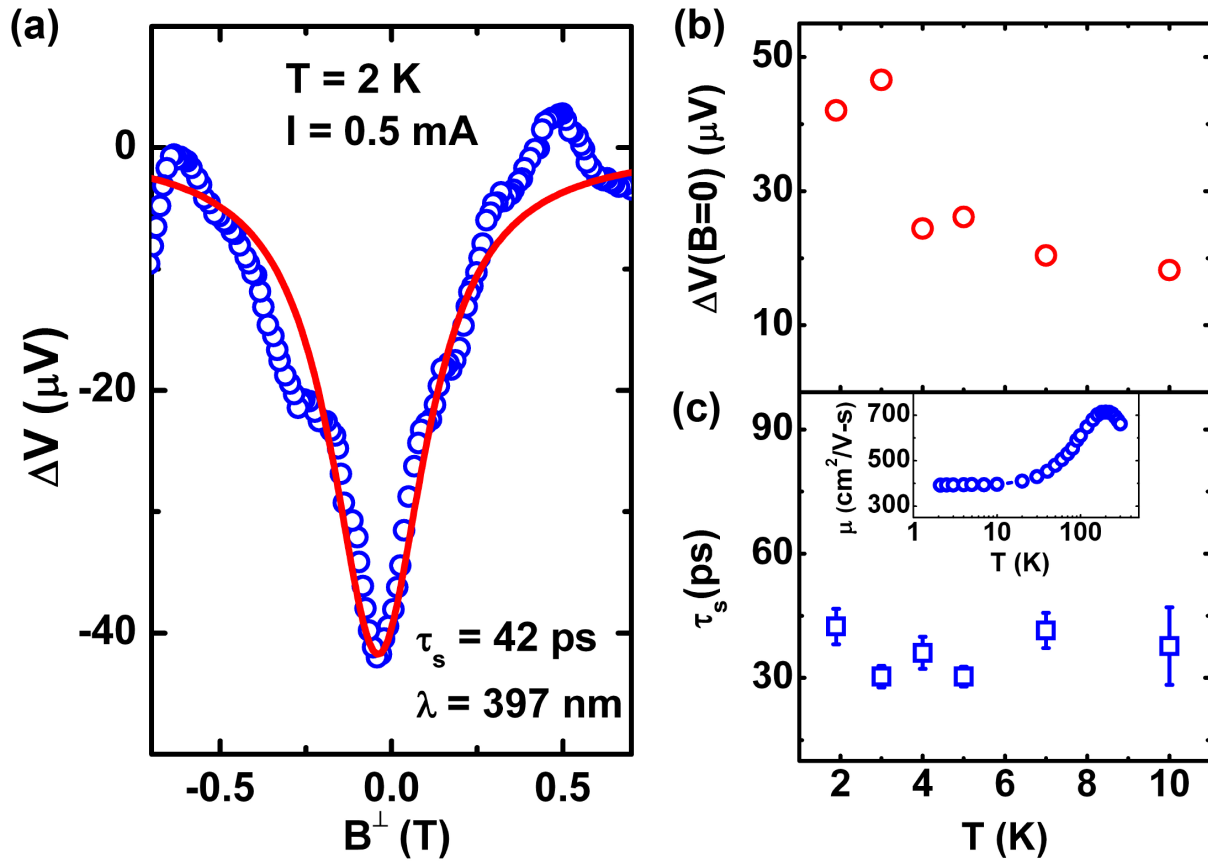 (a)
T = 2 K
I = 0.5 mA
0
-20
-40
ΔV (μV)
τs = 42 ps
λ = 397 nm
-0.5 0.0 0.5
B⊥ (T)
(b)
50
30
10
ΔV(B=0) (μV)
(c)
90
60
30
τs(ps)
700
500
300
μ (cm²/V-s)
1 10 100
T (K)
2 4 6 8 10
T (K)